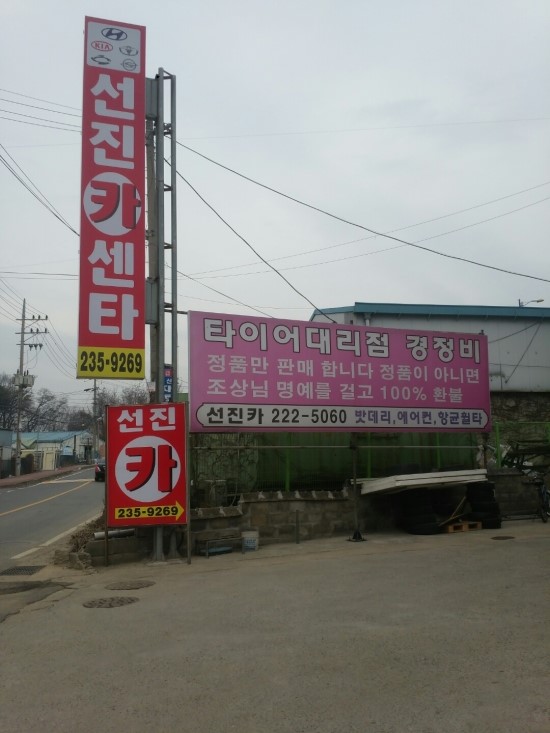 KIA
선진카센타
235-9269
타이어대리점 경정비
정품만 판매 합니다 정품이 아니면
조상님 명예를 걸고 100% 환불
선진카 222-5060 밧데리,에어컨,항균필타
선진
카
235-9269